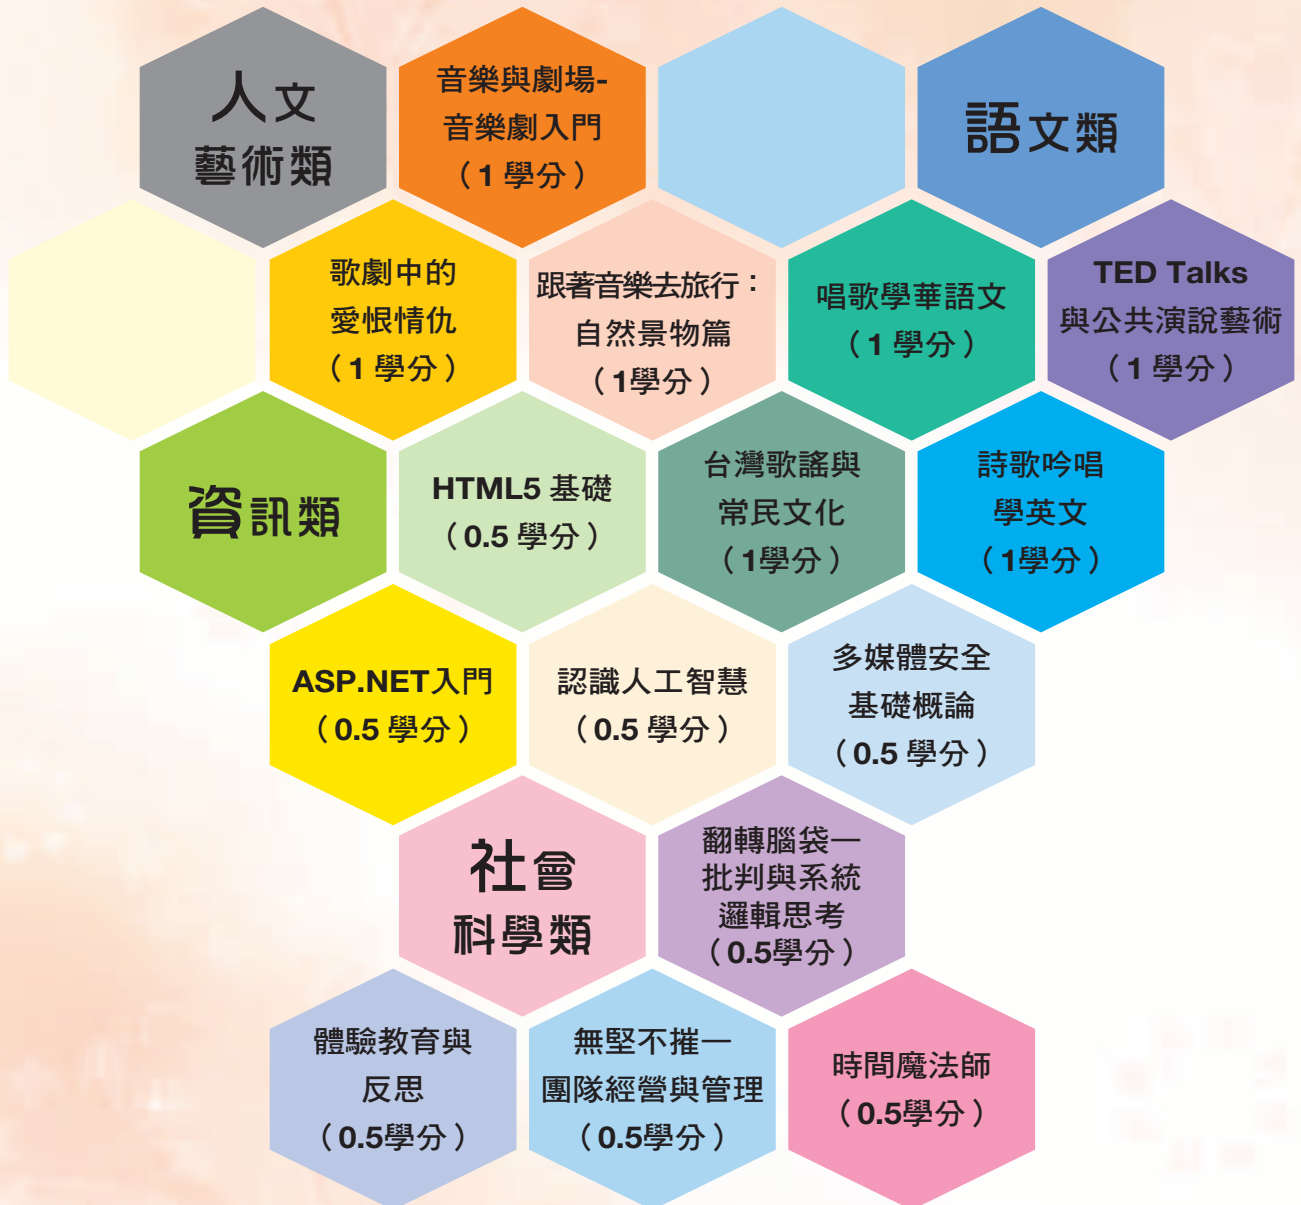 人文
藝術類
音樂與劇場-
音樂劇入門
（1 學分）
語文類
歌劇中的
愛恨情仇
（1 學分）
跟著音樂去旅行：
自然景物篇
（1學分）
唱歌學華語文
（1 學分）
TED Talks
與公共演說藝術
（1 學分）
資訊類
HTML5 基礎
（0.5 學分）
台灣歌謠與
常民文化
（1學分）
詩歌吟唱
學英文
（1學分）
ASP.NET入門
（0.5 學分）
認識人工智慧
（0.5 學分）
多媒體安全
基礎概論
（0.5 學分）
社會
科學類
翻轉腦袋—
批判與系統
邏輯思考
（0.5學分）
體驗教育與
反思
（0.5學分）
無堅不摧—
團隊經營與管理
（0.5學分）
時間魔法師
（0.5學分）